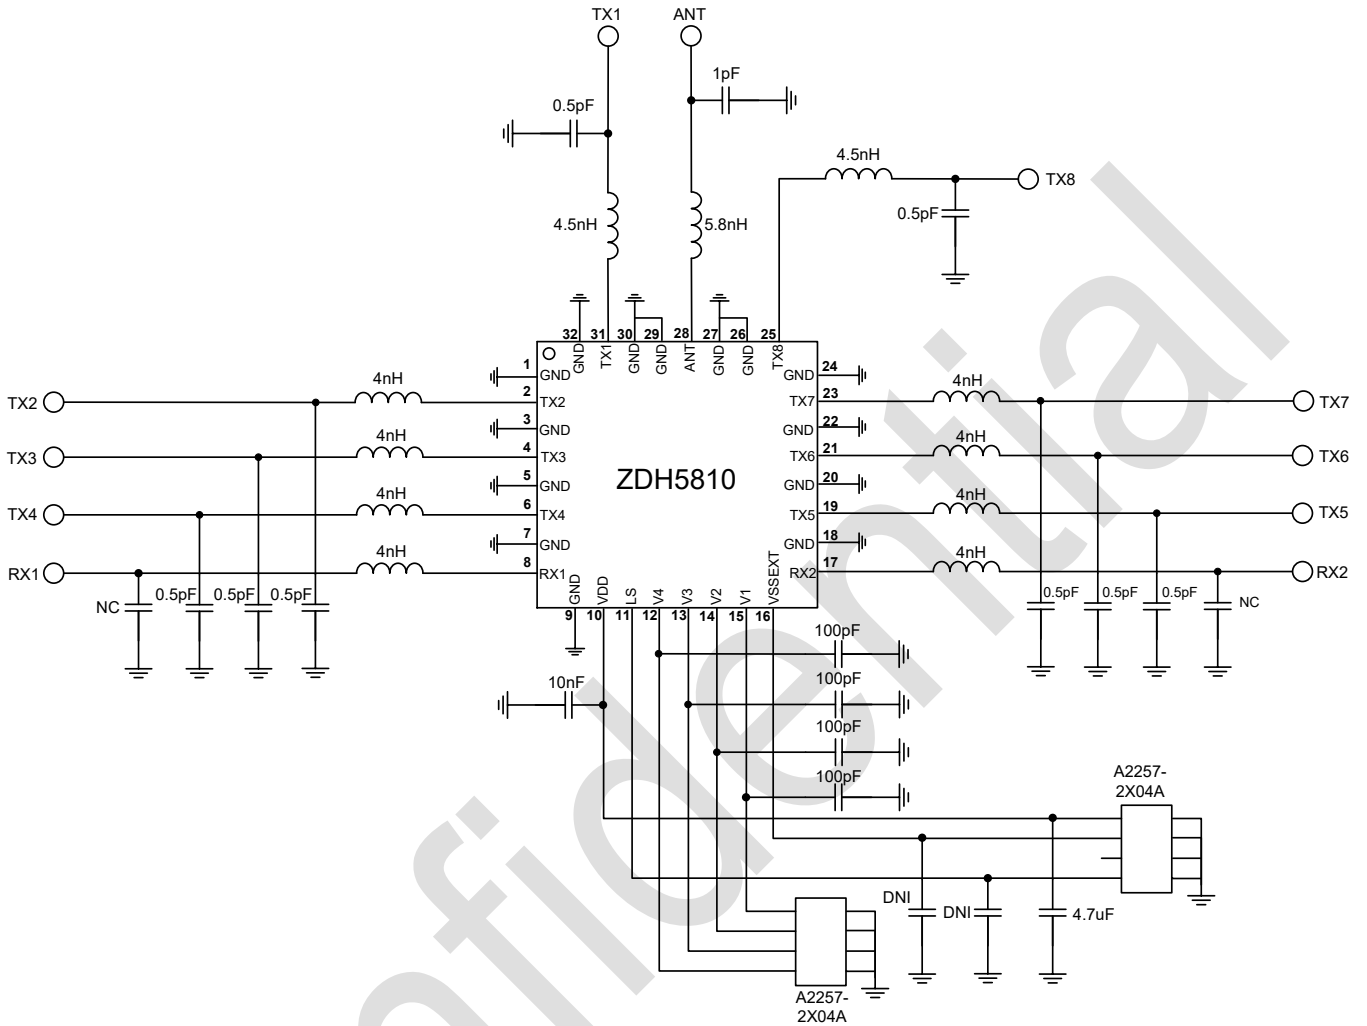 TX1
ANT
1pF
0.5pF
4.5nH
TX8
0.5pF
4.5nH
5.8nH
32
31
30
29
28
27
26
25
GND
TX1
GND
GND
ANT
GND
GND
TX8
1
GND
24
GND
TX2
4nH
2
TX2
TX7
23
4nH
TX7
3
GND
GND
22
TX3
4nH
4
TX3
TX6
21
4nH
TX6
ZDH5810
5
GND
GND
20
TX4
4nH
6
TX4
TX5
19
4nH
TX5
7
GND
GND
18
RX1
4nH
8
RX1
RX2
17
4nH
RX2
NC
0.5pF
0.5pF
0.5pF
0.5pF
0.5pF
0.5pF
NC
GND
VDD
LS
V4
V3
V2
V1
VSSEXT
9
10
11
12
13
14
15
16
100pF
10nF
100pF
100pF
100pF
A2257-
2X04A
DNI
DNI
4.7uF
A2257-
2X04A
nfidential